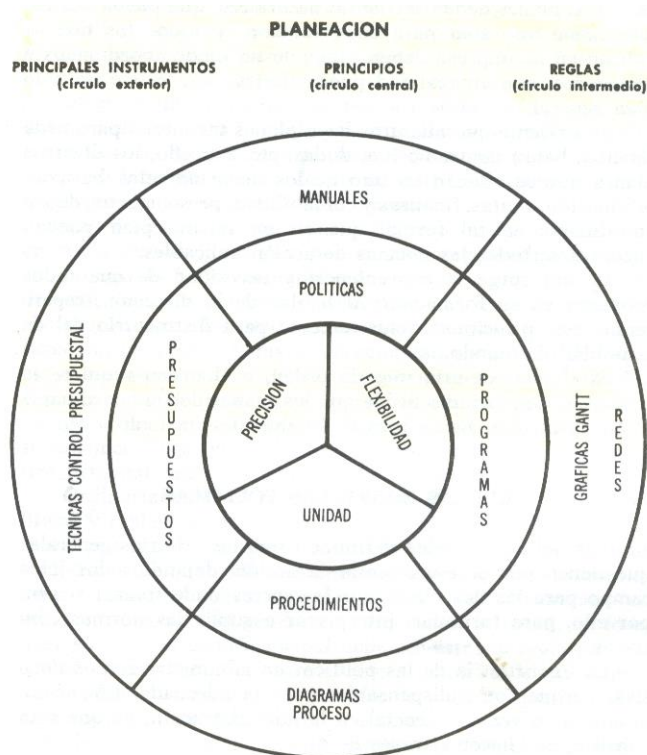 PLANEACION
PRINCIPALES INSTRUMENTOS
(círculo exterior)
PRINCIPIOS
(círculo central)
REGLAS
(círculo intermedio)
MANUALES
POLITÍCAS
TECNICAS CONTROL PRESUPUESTAL
PRESUPUESTOS
PRECISION
FLEXIBILIDAD
UNIDAD
PROGRAMAS
GRAFICAS GANTT
REDES
PROCEDIMIENTOS
DIAGRAMAS
PROCESO